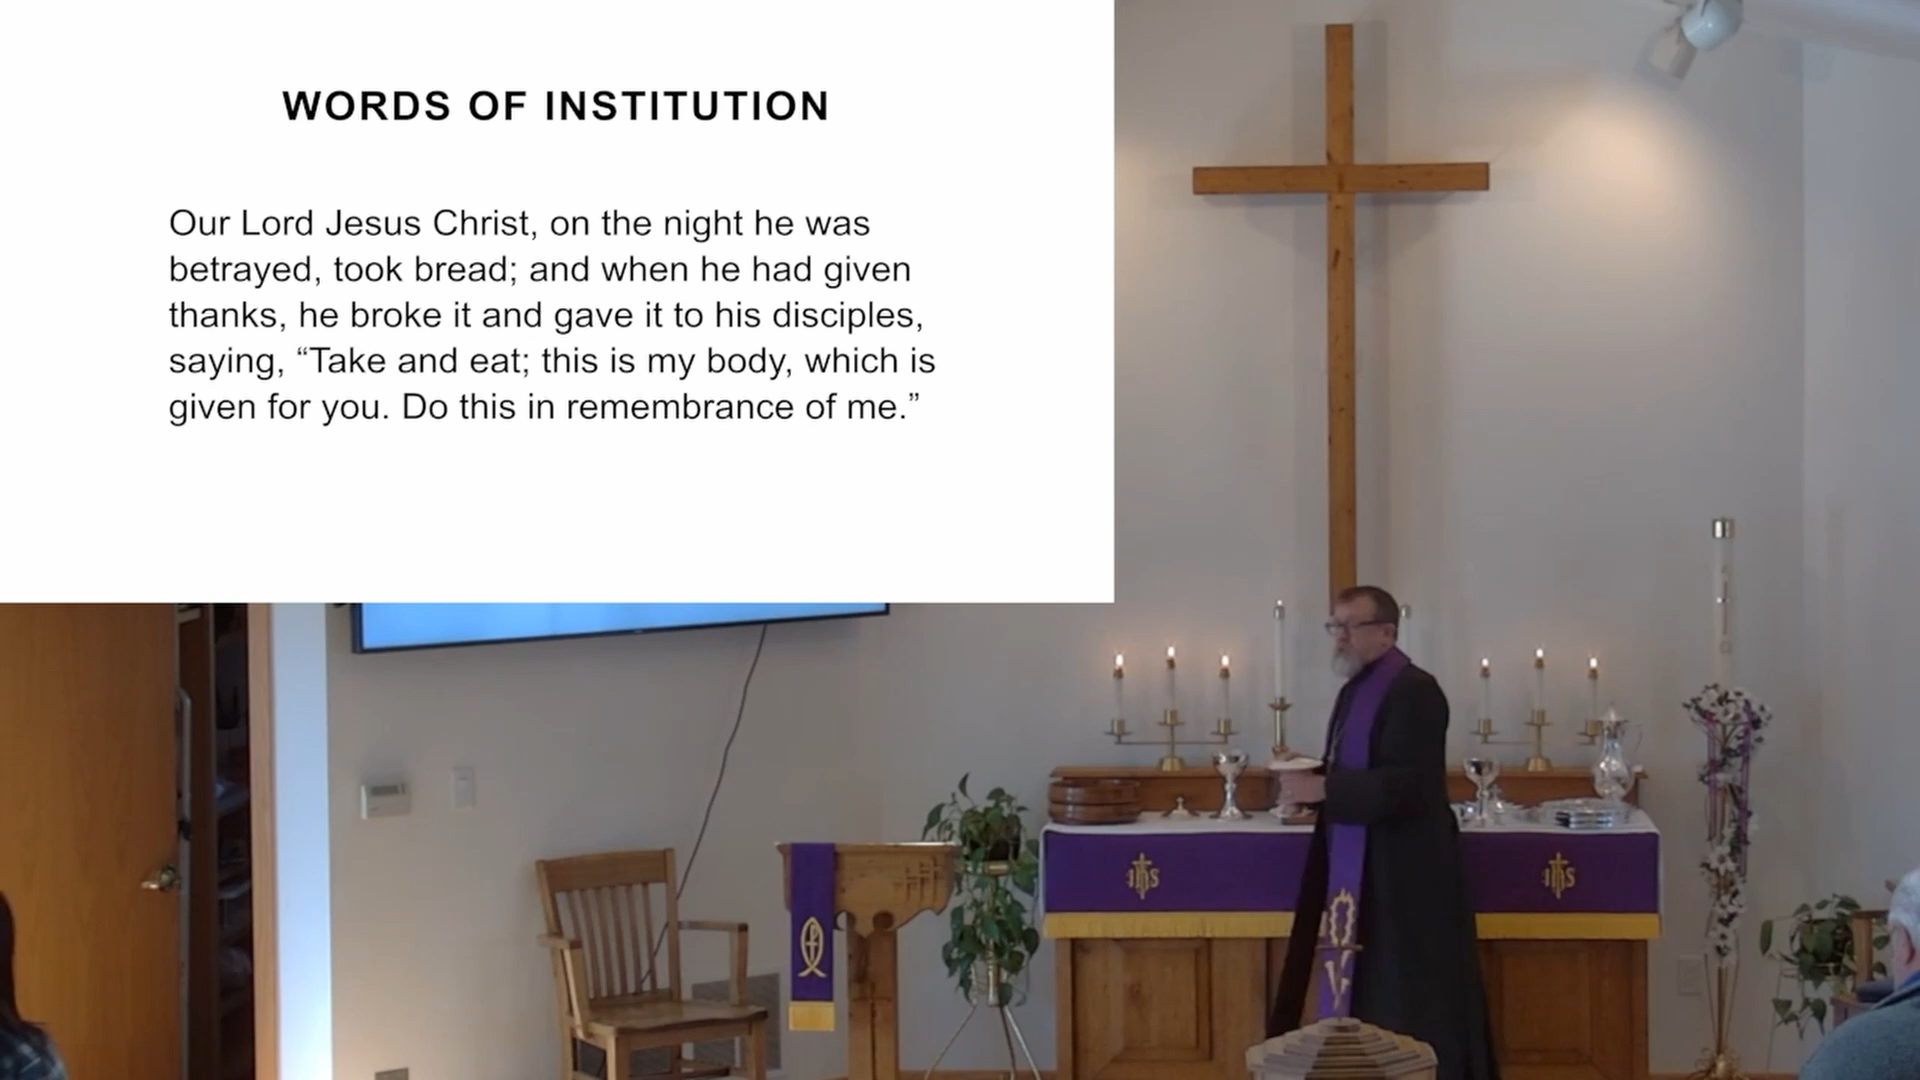 WORDS OF INSTITUTION
Our Lord Jesus Christ, on the night he was
betrayed, took bread; and when he had given
thanks, he broke it and gave it to his disciples,
saying, “Take and eat; this is my body, which is
given for you. Do this in remembrance of me.”
IHS
IHS